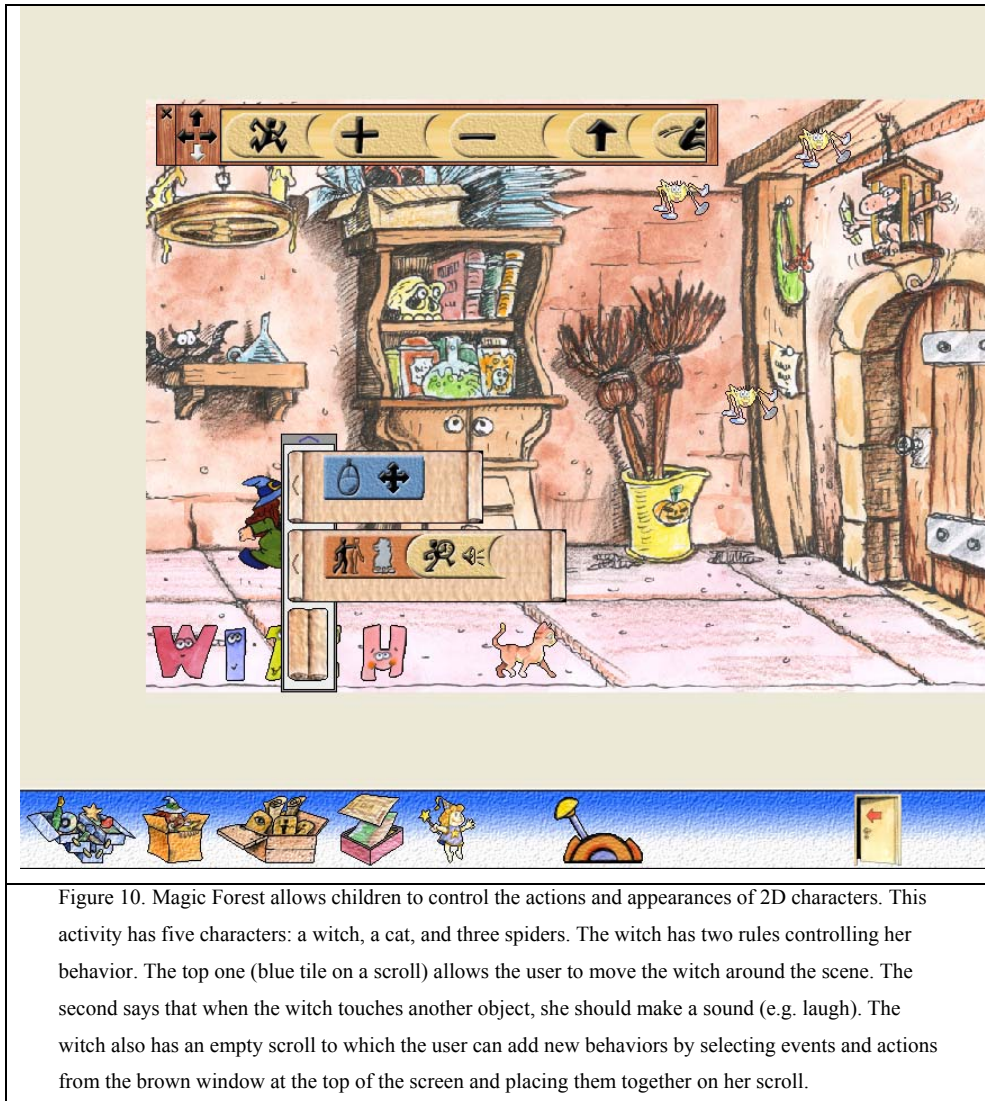 W I T H
Figure 10. Magic Forest allows children to control the actions and appearances of 2D characters. This
activity has five characters: a witch, a cat, and three spiders. The witch has two rules controlling her
behavior. The top one (blue tile on a scroll) allows the user to move the witch around the scene. The
second says that when the witch touches another object, she should make a sound (e.g. laugh). The
witch also has an empty scroll to which the user can add new behaviors by selecting events and actions
from the brown window at the top of the screen and placing them together on her scroll.